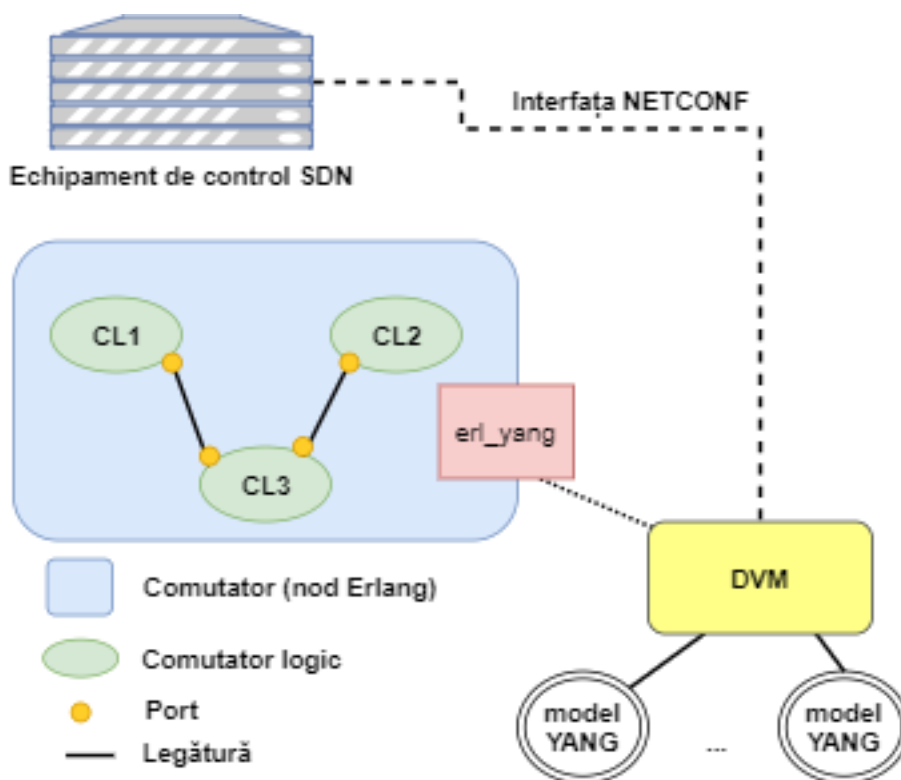 Interfața NETCONF
Echipament de control SDN
CL1
CL2
erl_yang
CL3
DVM
Comutator (nod Erlang)
Comutator logic
Port
Legătură
model
YANG
...
model
YANG